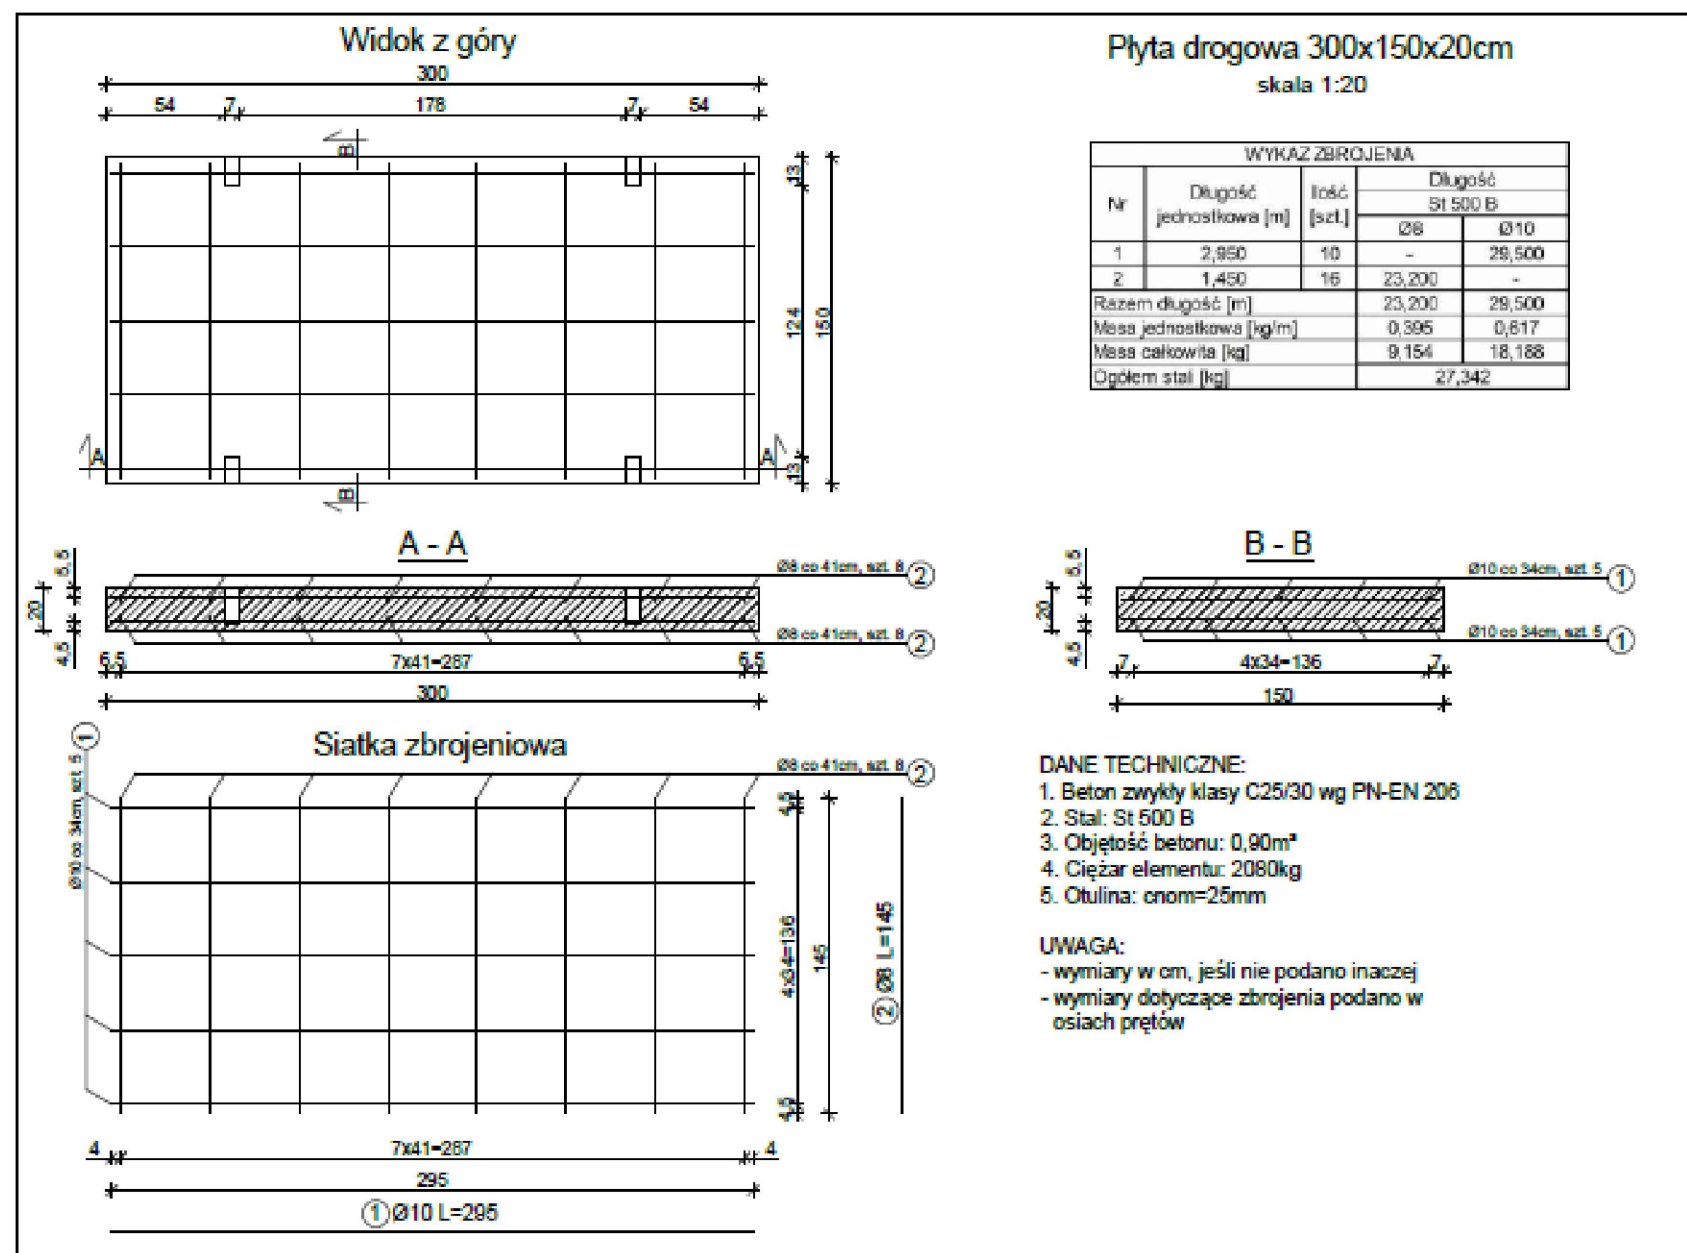 Widok z góry
300
54 7 178 7 54
B
13
124
150
13
A A
B
Płyta drogowa 300x150x20cm
skala 1:20
WYKAZ ZBROJENIA
Nr Długość jednostkowa [m] Ilość [szt.] Długość
St 500 B
Ø8 Ø10
1 2,950 10 - 29,500
2 1,450 16 23,200 -
Razem długość [m] 23,200 29,500
Masa jednostkowa [kg/m] 0,395 0,617
Masa całkowita [kg] 9,154 18,188
Ogółem stal [kg] 27,342
A - A
5,5
20
4,5
Ø8 co 41cm, szt. 8 2
Ø8 co 41cm, szt. 8 2
6,5 7x41=287 6,5
300
B - B
5,5
20
4,5
Ø10 co 34cm, szt. 5 1
Ø10 co 34cm, szt. 5 1
7 4x34=136 7
150
Siatka zbrojeniowa
1
Ø10 co 34cm, szt. 5
Ø8 co 41cm, szt. 8 2
4,5
4x34=136
145
4,5
2 Ø8 L=145
4 7x41=287 4
295
1 Ø10 L=295
DANE TECHNICZNE:
1. Beton zwykły klasy C25/30 wg PN-EN 206
2. Stal: St 500 B
3. Objętość betonu: 0,90m³
4. Ciężar elementu: 2080kg
5. Otulina: cnom=25mm
UWAGA:
- wymiary w cm, jeśli nie podano inaczej
- wymiary dotyczące zbrojenia podano w
osiach prętów